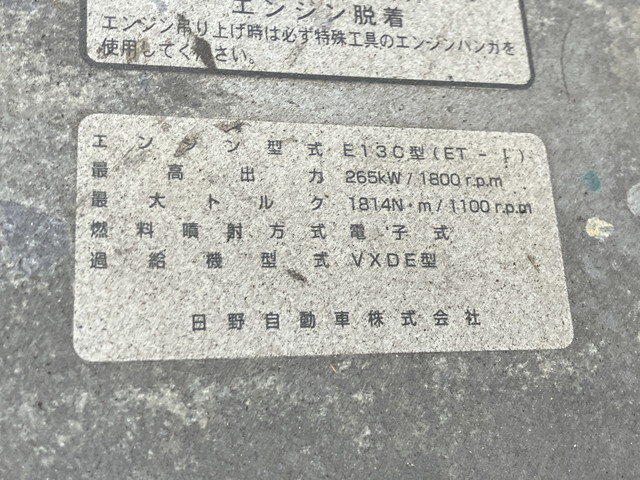 エンジン脱着
エンジン吊り上げ時は必ず特殊工具のエンジンハンガを
使用してください。
エンジン型式 E13C型(ET-I)
最高出力 265kW/1800r.p.m
最大トルク 1814N・m/1100r.p.m
燃料噴射方式 電子式
過給機型式 VXDE型
日野自動車株式会社